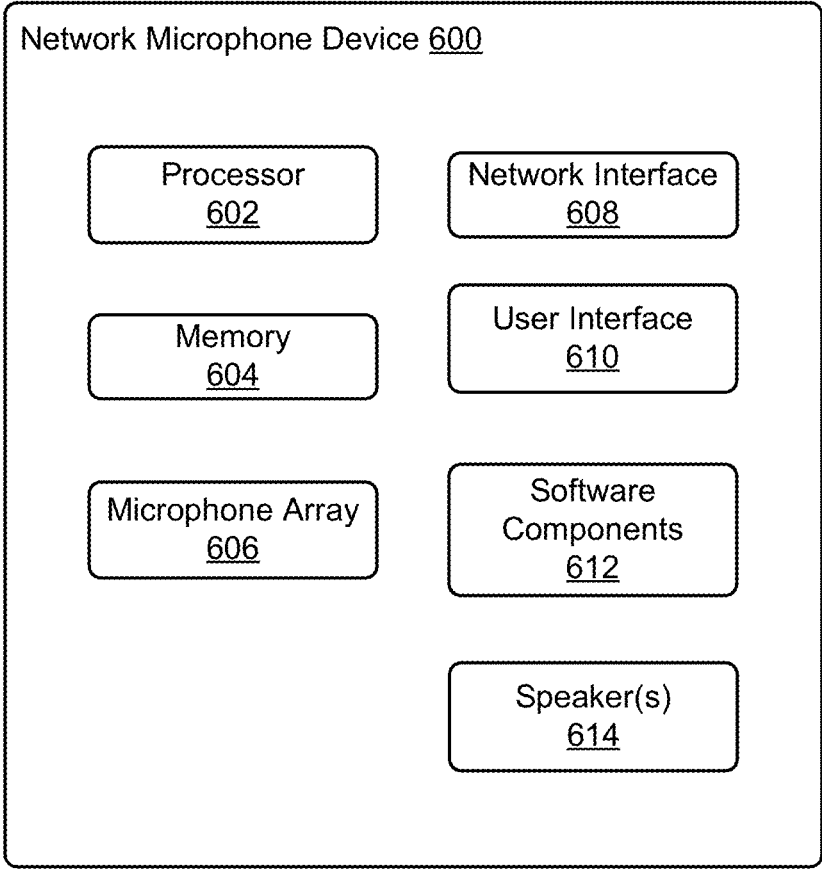 Network Microphone Device 600
Processor
602
Memory
604
Microphone Array
606
Network Interface
608
User Interface
610
Software
Components
612
Speaker(s)
614